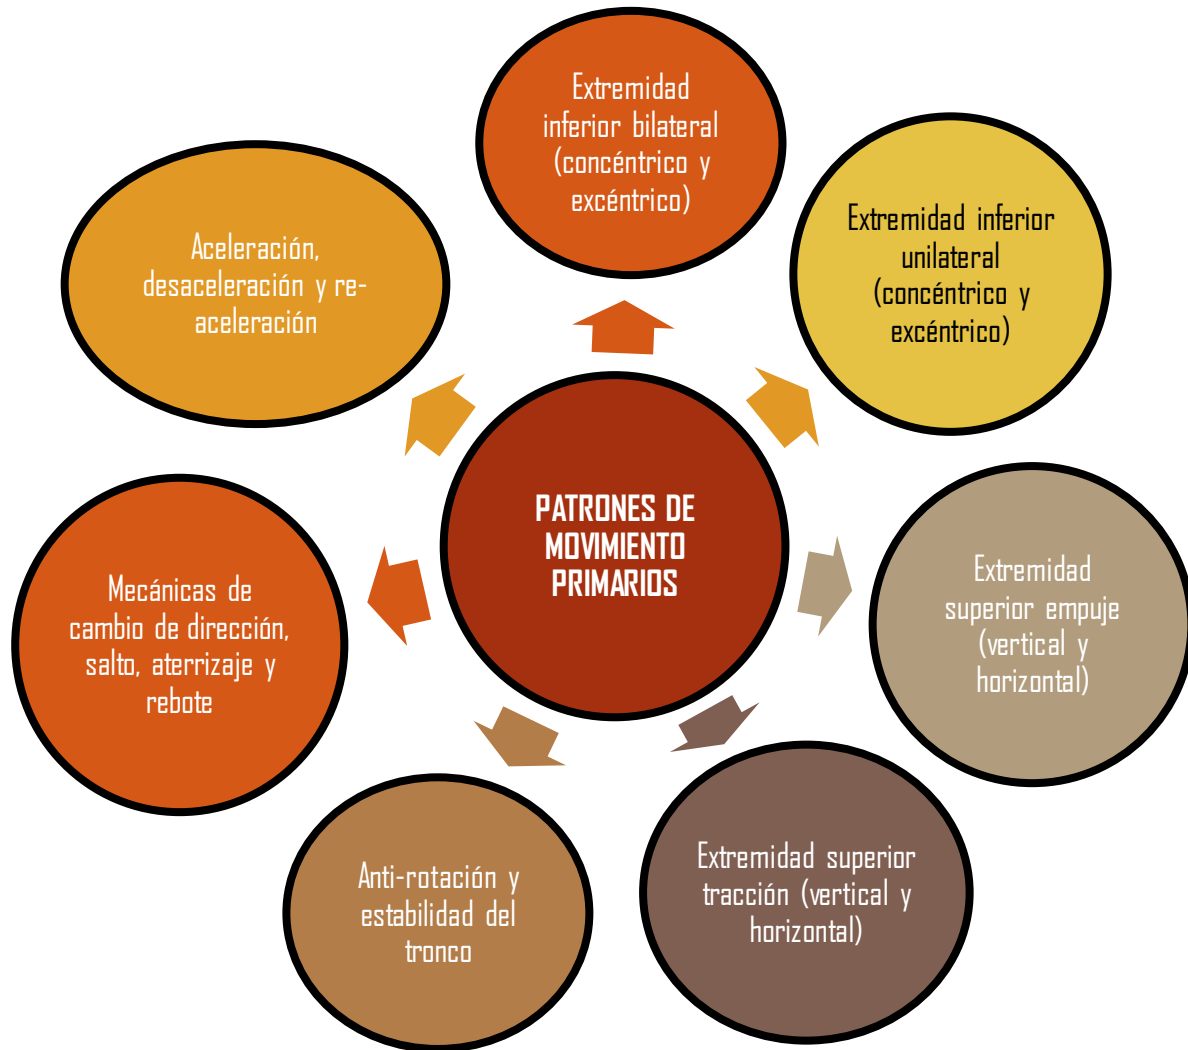 Extremidad
inferior bilateral
(concéntrico y
excéntrico)
Extremidad inferior
unilateral
(concéntrico y
excéntrico)
Extremidad
superior empuje
(vertical y
horizontal)
Extremidad superior
tracción (vertical y
horizontal)
Anti-rotación y
estabilidad del
tronco
Mecánicas de
cambio de dirección,
salto, aterrizaje y
rebote
Aceleración,
desaceleración y re-
aceleración
PATRONES DE
MOVIMIENTO
PRIMARIOS